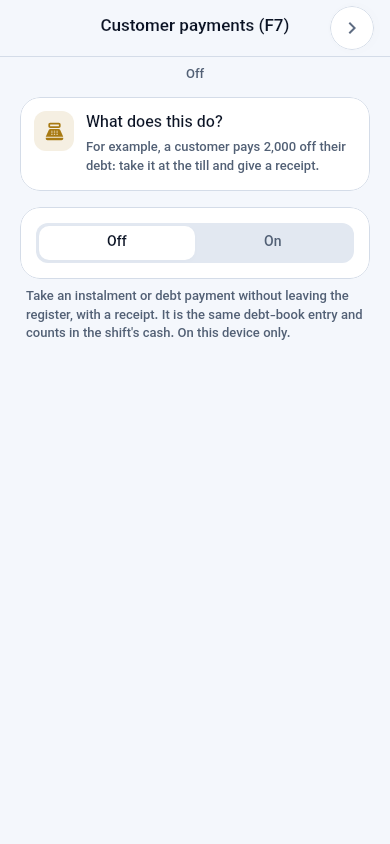 Customer payments (F7)
Off
What does this do?
For example, a customer pays 2,000 off their
debt: take it at the till and give a receipt.
Off
On
Take an instalment or debt payment without leaving the
register, with a receipt. It is the same debt-book entry and
counts in the shift's cash. On this device only.